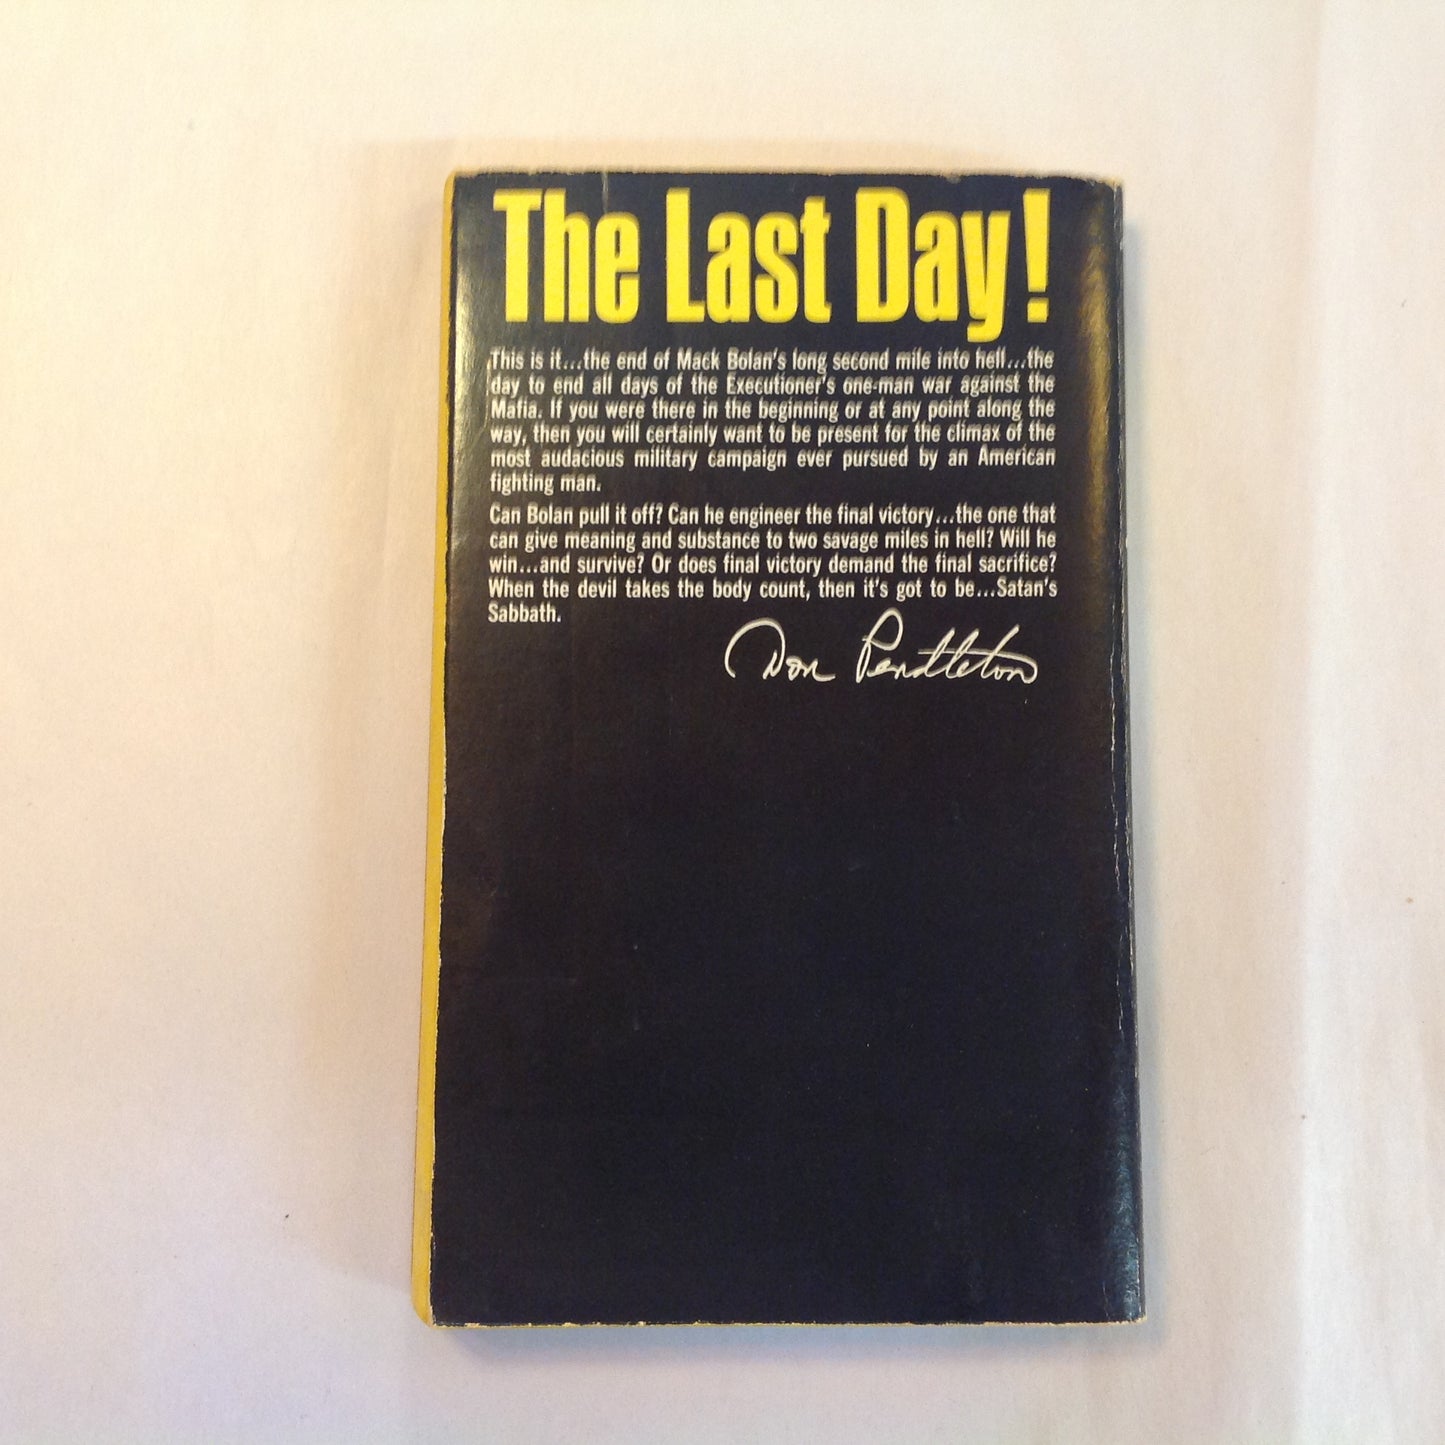 The Last Day!
This is it...the end of Mack Bolan's long second mile into hell...the
day to end all days of the Executioner's one-man war against the
Mafia. If you were there in the beginning or at any point along the
way, then you will certainly want to be present for the climax of the
most audacious military campaign ever pursued by an American
fighting man.
Can Bolan pull it off? Can he engineer the final victory...the one that
can give meaning and substance to two savage miles in hell? Will he
win...and survive? Or does final victory demand the final sacrifice?
When the devil takes the body count, then it's got to be...Satan's
Sabbath.
Don Pendleton